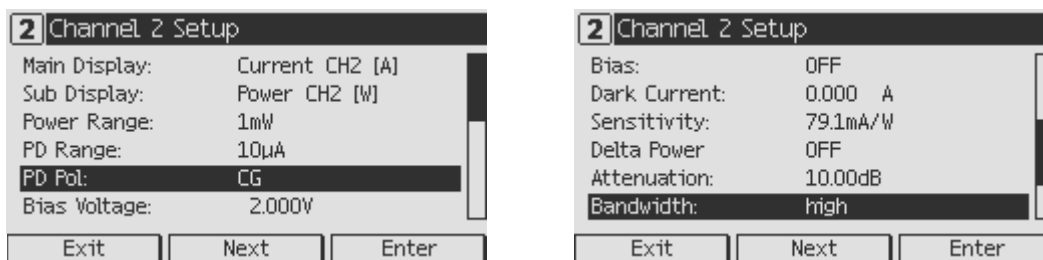 2 Channel 2 Setup
Main Display: Current CH2 [A]
Sub Display: Power CH2 [W]
Power Range: 1mW
PD Range: 10µA
PD Pol: CG
Bias Voltage: 2.000V
Exit Next Enter
2 Channel 2 Setup
Bias: OFF
Dark Current: 0.000 A
Sensitivity: 79.1mA/W
Delta Power OFF
Attenuation: 10.00dB
Bandwidth: high
Exit Next Enter